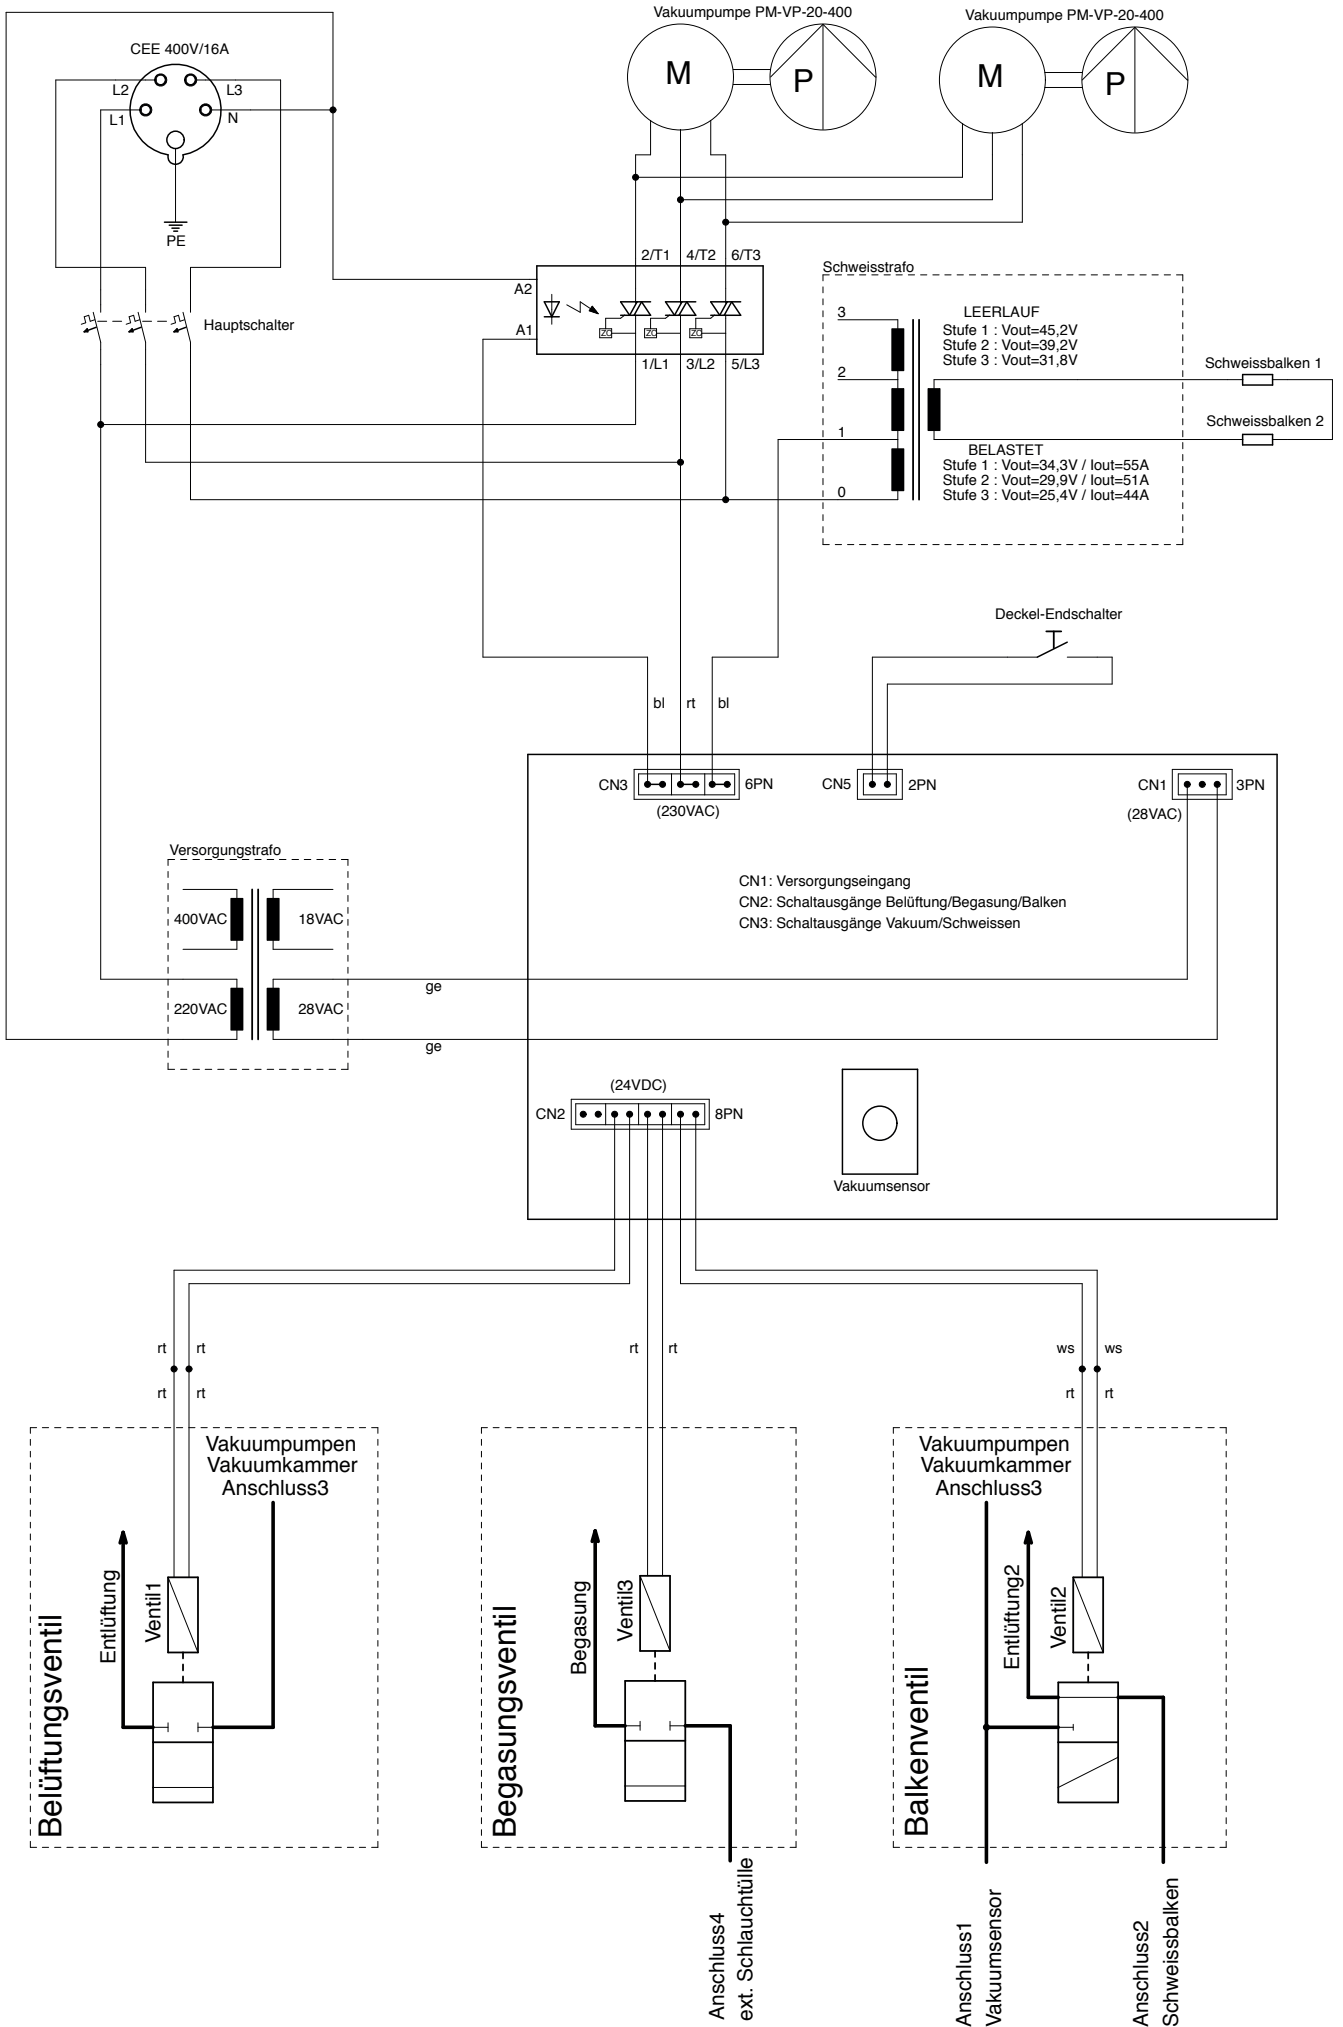 Vakuumpumpe PM-VP-20-400
Vakuumpumpe PM-VP-20-400
CEE 400V/16A
M
P
M
P
L2
L3
L1
N
PE
2/T1
4/T2
6/T3
A2
A1
ZC
ZC
ZC
1/L1
3/L2
5/L3
Hauptschalter
Schweisstrafo
3
2
1
0
LEERLAUF
Stufe 1 : Vout=45,2V
Stufe 2 : Vout=39,2V
Stufe 3 : Vout=31,8V
BELASTET
Stufe 1 : Vout=34,3V / Iout=55A
Stufe 2 : Vout=29,9V / Iout=51A
Stufe 3 : Vout=25,4V / Iout=44A
Schweissbalken 1
Schweissbalken 2
Deckel-Endschalter
bl
rt
bl
CN3
6PN
(230VAC)
CN5
2PN
CN1
3PN
(28VAC)
CN1: Versorgungseingang
CN2: Schaltausgänge Belüftung/Begasung/Balken
CN3: Schaltausgänge Vakuum/Schweissen
Versorgungstrafo
400VAC
18VAC
220VAC
28VAC
ge
ge
(24VDC)
CN2
8PN
Vakuumsensor
rt
rt
rt
rt
rt
rt
ws
ws
rt
rt
Vakuumpumpen
Vakuumkammer
Anschluss3
Entlüftung
Ventil1
Belüftungsventil
Begasung
Ventil3
Begasungsventil
Anschluss4
ext. Schlauchtülle
Vakuumpumpen
Vakuumkammer
Anschluss3
Entlüftung2
Ventil2
Balkenventil
Anschluss1
Vakuumsensor
Anschluss2
Schweissbalken